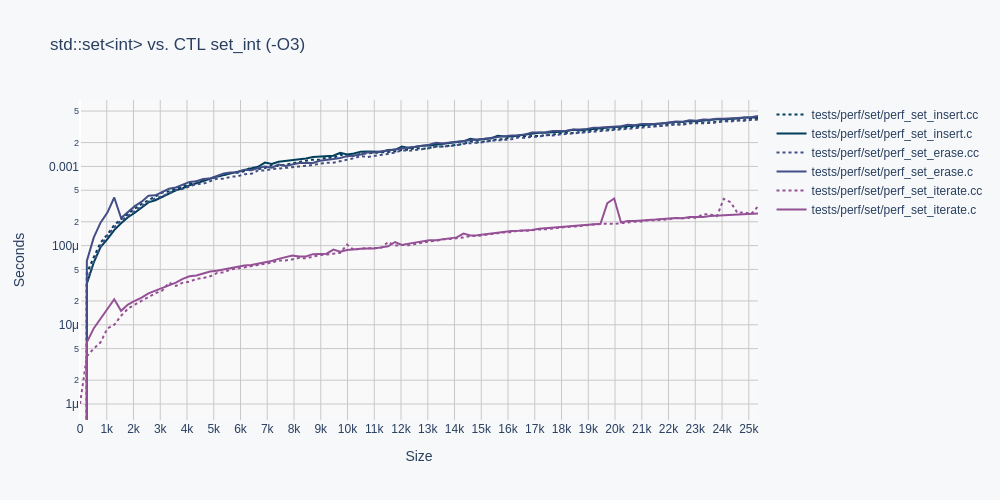 std::set<int> vs. CTL set_int (-O3)
5
2
0.001
5
2
100μ
5
2
10μ
5
2
1μ
Seconds
0 1k 2k 3k 4k 5k 6k 7k 8k 9k 10k 11k 12k 13k 14k 15k 16k 17k 18k 19k 20k 21k 22k 23k 24k 25k
Size
tests/perf/set/perf_set_insert.cc
tests/perf/set/perf_set_insert.c
tests/perf/set/perf_set_erase.cc
tests/perf/set/perf_set_erase.c
tests/perf/set/perf_set_iterate.cc
tests/perf/set/perf_set_iterate.c